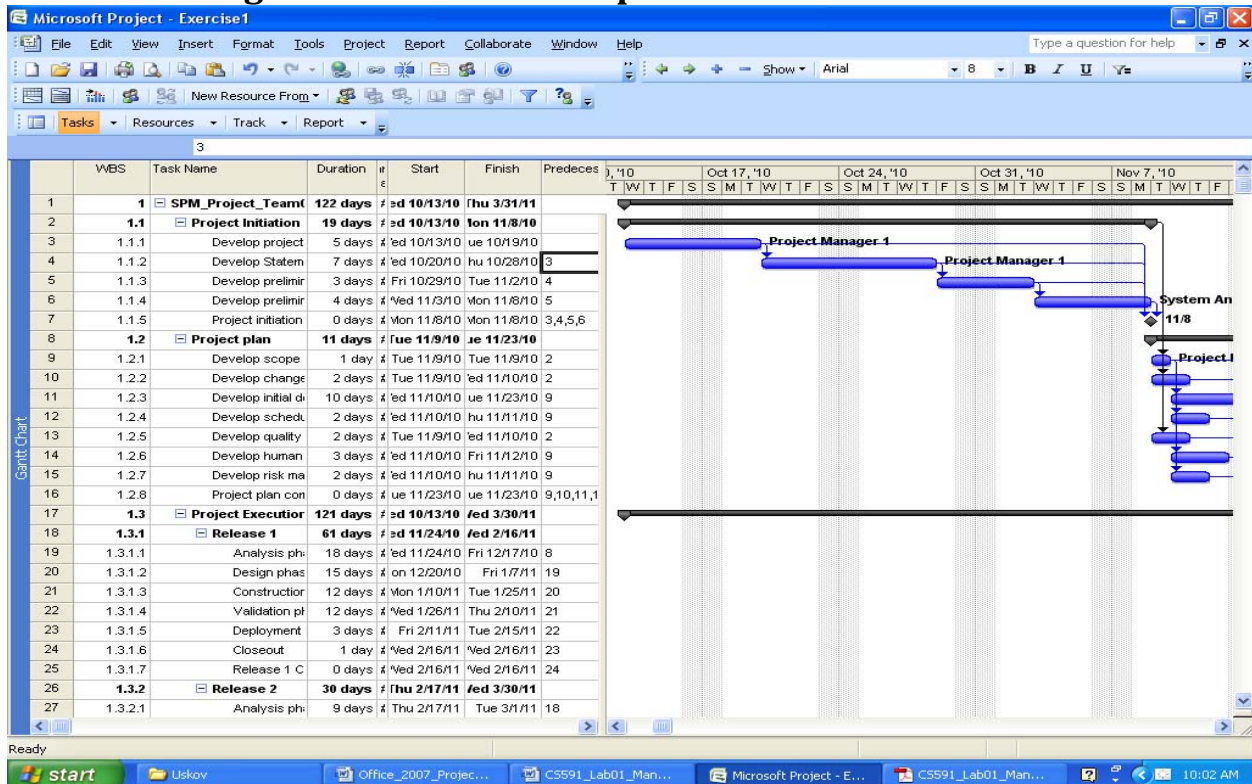 Microsoft Project - Exercise1
File Edit View Insert Format Tools Project Report Collaborate Window Help Type a question for help
Show Arial 8 B I U
New Resource From
Tasks Resources Track Report
3
WBS Task Name Duration Start Finish Predeces , '10 Oct 17, '10 Oct 24, '10 Oct 31, '10 Nov 7, '10
T W T F S S M T W T F S S M T W T F S S M T W T F S S M T W T F
1 1 SPM_Project_Team( 122 days ed 10/13/10 Thu 3/31/11
2 1.1 Project Initiation 19 days ed 10/13/10 Mon 11/8/10
3 1.1.1 Develop project 5 days ed 10/13/10 ue 10/19/10 Project Manager 1
4 1.1.2 Develop Statem 7 days ed 10/20/10 hu 10/28/10 3 Project Manager 1
5 1.1.3 Develop prelimir 3 days Fri 10/29/10 Tue 11/2/10 4
6 1.1.4 Develop prelimir 4 days Wed 11/3/10 Mon 11/8/10 5 System An
7 1.1.5 Project initiation 0 days Mon 11/8/10 Mon 11/8/10 3,4,5,6 11/8
8 1.2 Project plan 11 days Tue 11/9/10 ue 11/23/10
9 1.2.1 Develop scope 1 day Tue 11/9/10 Tue 11/9/10 2 Project
10 1.2.2 Develop change 2 days Tue 11/9/10 ed 11/10/10 2
11 1.2.3 Develop initial d 10 days ed 11/10/10 ue 11/23/10 9
12 1.2.4 Develop schedu 2 days ed 11/10/10 hu 11/11/10 9
13 1.2.5 Develop quality 2 days Tue 11/9/10 ed 11/10/10 2
14 1.2.6 Develop human 3 days ed 11/10/10 Fri 11/12/10 9
15 1.2.7 Develop risk ma 2 days ed 11/10/10 hu 11/11/10 9
16 1.2.8 Project plan con 0 days ue 11/23/10 ue 11/23/10 9,10,11,1
17 1.3 Project Execution 121 days ed 10/13/10 Wed 3/30/11
18 1.3.1 Release 1 61 days ed 11/24/10 Wed 2/16/11
19 1.3.1.1 Analysis pha 18 days ed 11/24/10 Fri 12/17/10 8
20 1.3.1.2 Design phas 15 days on 12/20/10 Fri 1/7/11 19
21 1.3.1.3 Construction 12 days Mon 1/10/11 Tue 1/25/11 20
22 1.3.1.4 Validation ph 12 days Wed 1/26/11 Thu 2/10/11 21
23 1.3.1.5 Deployment 3 days Fri 2/11/11 Tue 2/15/11 22
24 1.3.1.6 Closeout 1 day Wed 2/16/11 Wed 2/16/11 23
25 1.3.1.7 Release 1 C 0 days Wed 2/16/11 Wed 2/16/11 24
26 1.3.2 Release 2 30 days Thu 2/17/11 Wed 3/30/11
27 1.3.2.1 Analysis pha 9 days Thu 2/17/11 Tue 3/1/11 18
Gantt Chart
Ready
start Uskov Office_2007_Projec... CS591_Lab01_Man... Microsoft Project - E... CS591_Lab01_Man... 10:02 AM